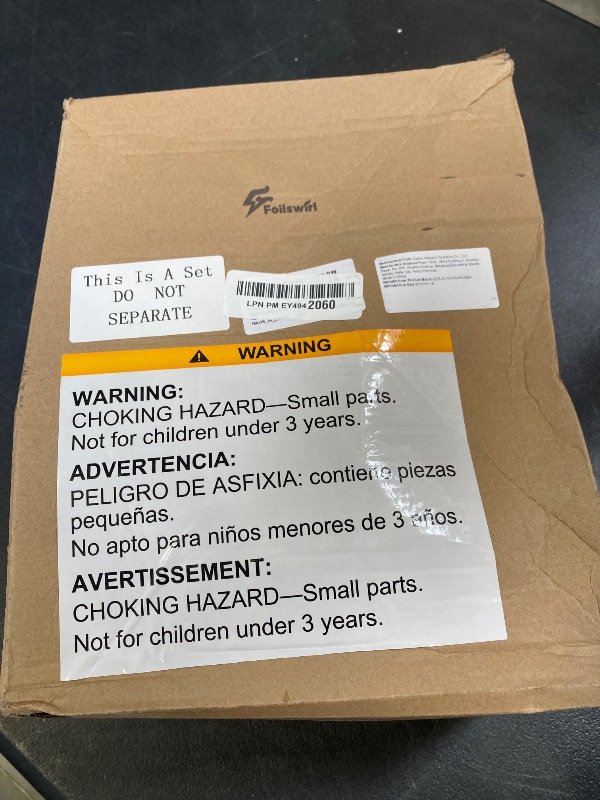 Foilswirl
This Is A Set
DO NOT
SEPARATE
LPN PM EY4942060
WARNING
WARNING:
CHOKING HAZARD—Small parts.
Not for children under 3 years.
ADVERTENCIA:
PELIGRO DE ASFIXIA: contiene piezas
pequeñas.
No apto para niños menores de 3 años.
AVERTISSEMENT:
CHOKING HAZARD—Small parts.
Not for children under 3 years.